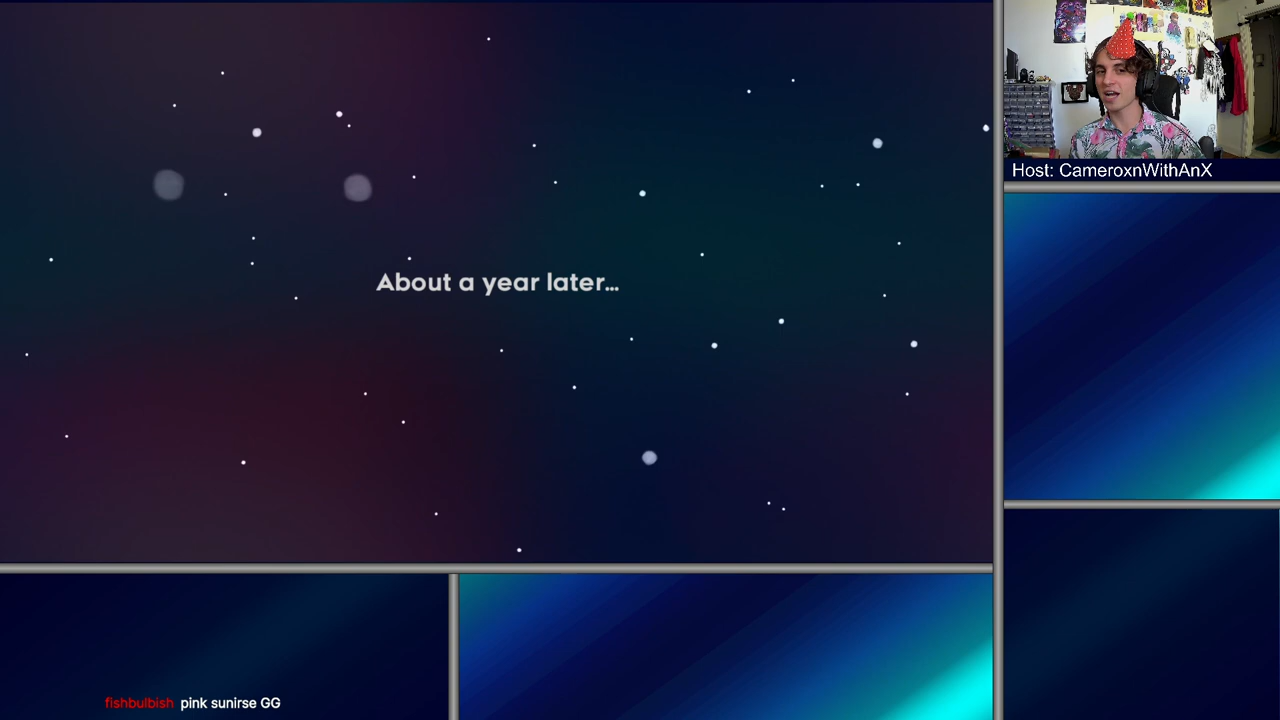 About a year later...
Host: CameroxnWithAnX
fishbulbish pink sunirse GG